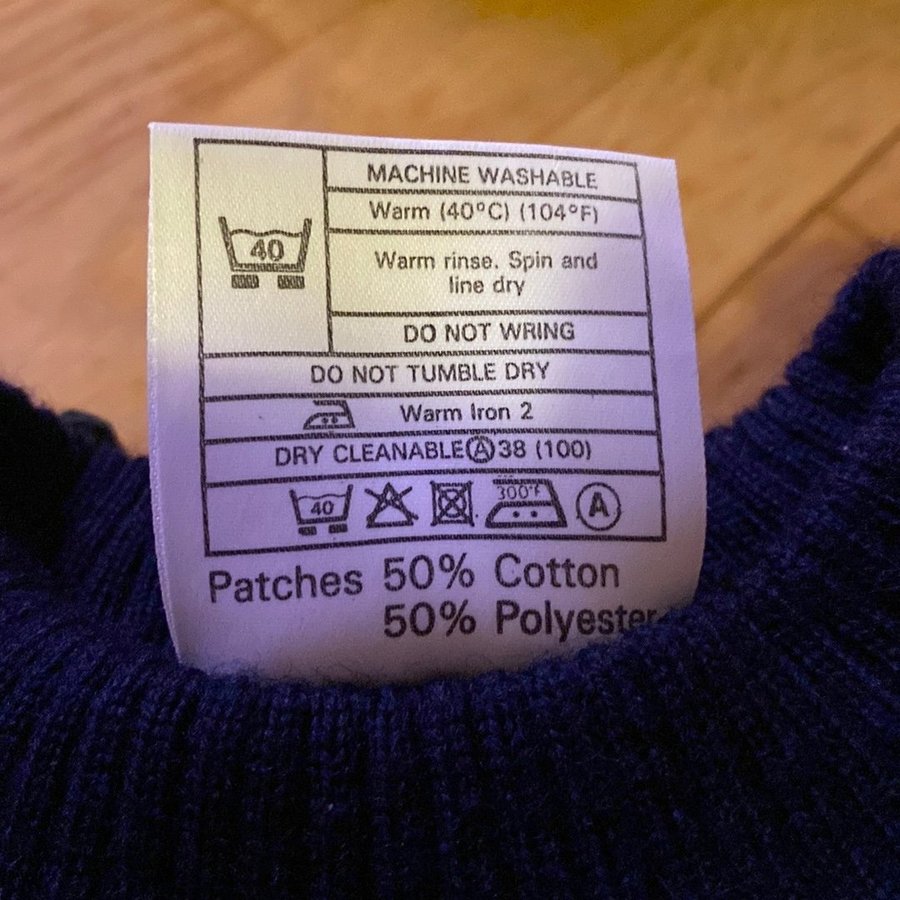 MACHINE WASHABLE
40
Warm (40°C) (104°F)
Warm rinse. Spin and
line dry
DO NOT WRING
DO NOT TUMBLE DRY
Warm Iron 2
DRY CLEANABLE Ⓐ 38 (100)
40 300°F A
Patches 50% Cotton
50% Polyester